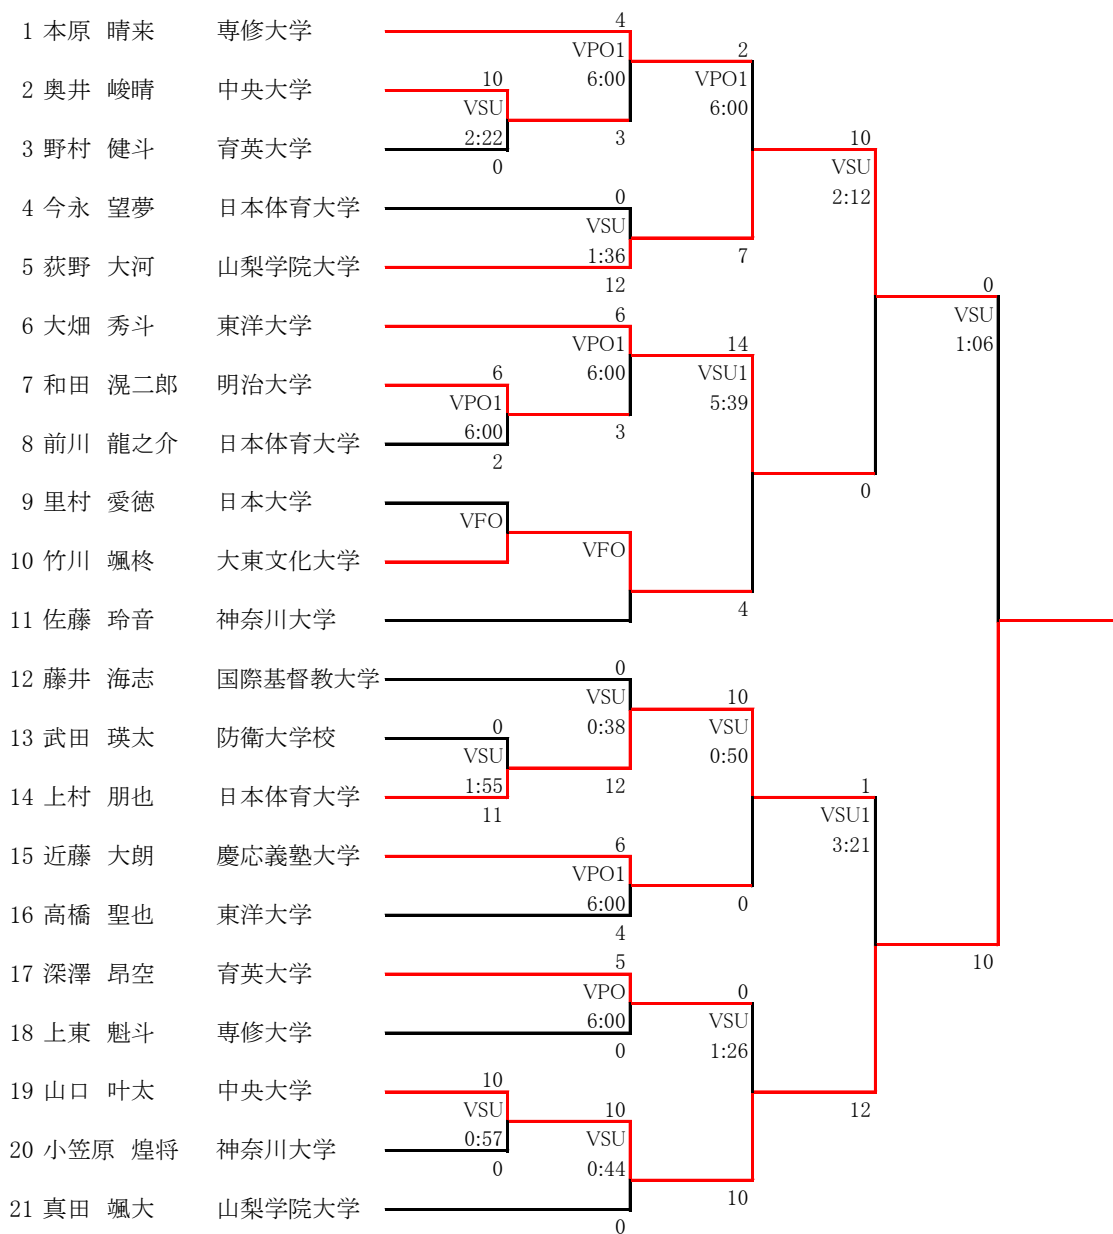 4
1 本原 晴来 専修大学
VPO1 2
10 6:00 VPO1
2 奥井 峻晴 中央大学
VSU 6:00
2:22 3 10
3 野村 健斗 育英大学
0 VSU
0 2:12
4 今永 望夢 日本体育大学
VSU
1:36 7
5 荻野 大河 山梨学院大学
12 0
6 VSU
6 大畑 秀斗 東洋大学
VPO1 14 1:06
6 6:00 VSU1
7 和田 滉二郎 明治大学
VPO1 5:39
6:00 3
8 前川 龍之介 日本体育大学
2
9 里村 愛徳 日本大学
0
VFO
VFO
10 竹川 颯柊 大東文化大学
4
11 佐藤 玲音 神奈川大学
0
12 藤井 海志 国際基督教大学
VSU 10
0 0:38 VSU
13 武田 瑛太 防衛大学校
VSU 0:50
1:55 12 1
14 上村 朋也 日本体育大学
11 VSU1
6 3:21
15 近藤 大朗 慶応義塾大学
VPO1
6:00 0
16 高橋 聖也 東洋大学
4
5 10
17 深澤 昂空 育英大学
VPO 0
6:00 VSU
18 上東 魁斗 専修大学
0 1:26
10
19 山口 叶太 中央大学
VSU 10 12
0:57 VSU
20 小笠原 煌将 神奈川大学
0 0:44
10
21 真田 颯大 山梨学院大学
0